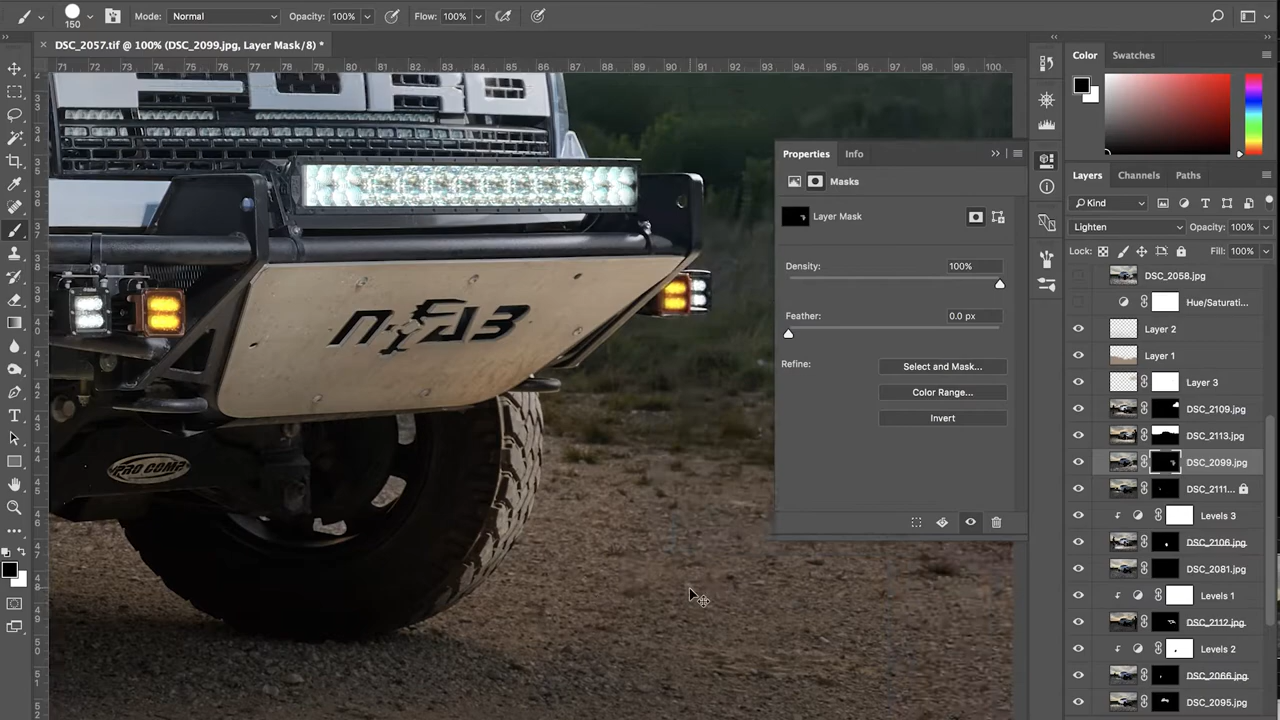 150
Mode: Normal
Opacity: 100%
Flow: 100%
DSC_2057.tif @ 100% (DSC_2099.jpg, Layer Mask/8) *
71 72 73 74 75 76 77 78 79 80 81 82 83 84 85 86 87 88 89 90 91 92 93 94 95 96 97 98 99 100
n-FAB
PRO COMP
Properties
Info
Masks
Layer Mask
Density: 100%
Feather: 0.0 px
Refine:
Select and Mask...
Color Range...
Invert
Color
Swatches
Layers
Channels
Paths
Kind
Lighten
Opacity: 100%
Lock:
Fill: 100%
DSC_2058.jpg
Hue/Saturati...
Layer 2
Layer 1
Layer 3
DSC_2109.jpg
DSC_2113.jpg
DSC_2099.jpg
DSC_2111...
Levels 3
DSC_2106.jpg
DSC_2081.jpg
Levels 1
DSC_2112.jpg
Levels 2
DSC_2066.jpg
DSC_2095.jpg